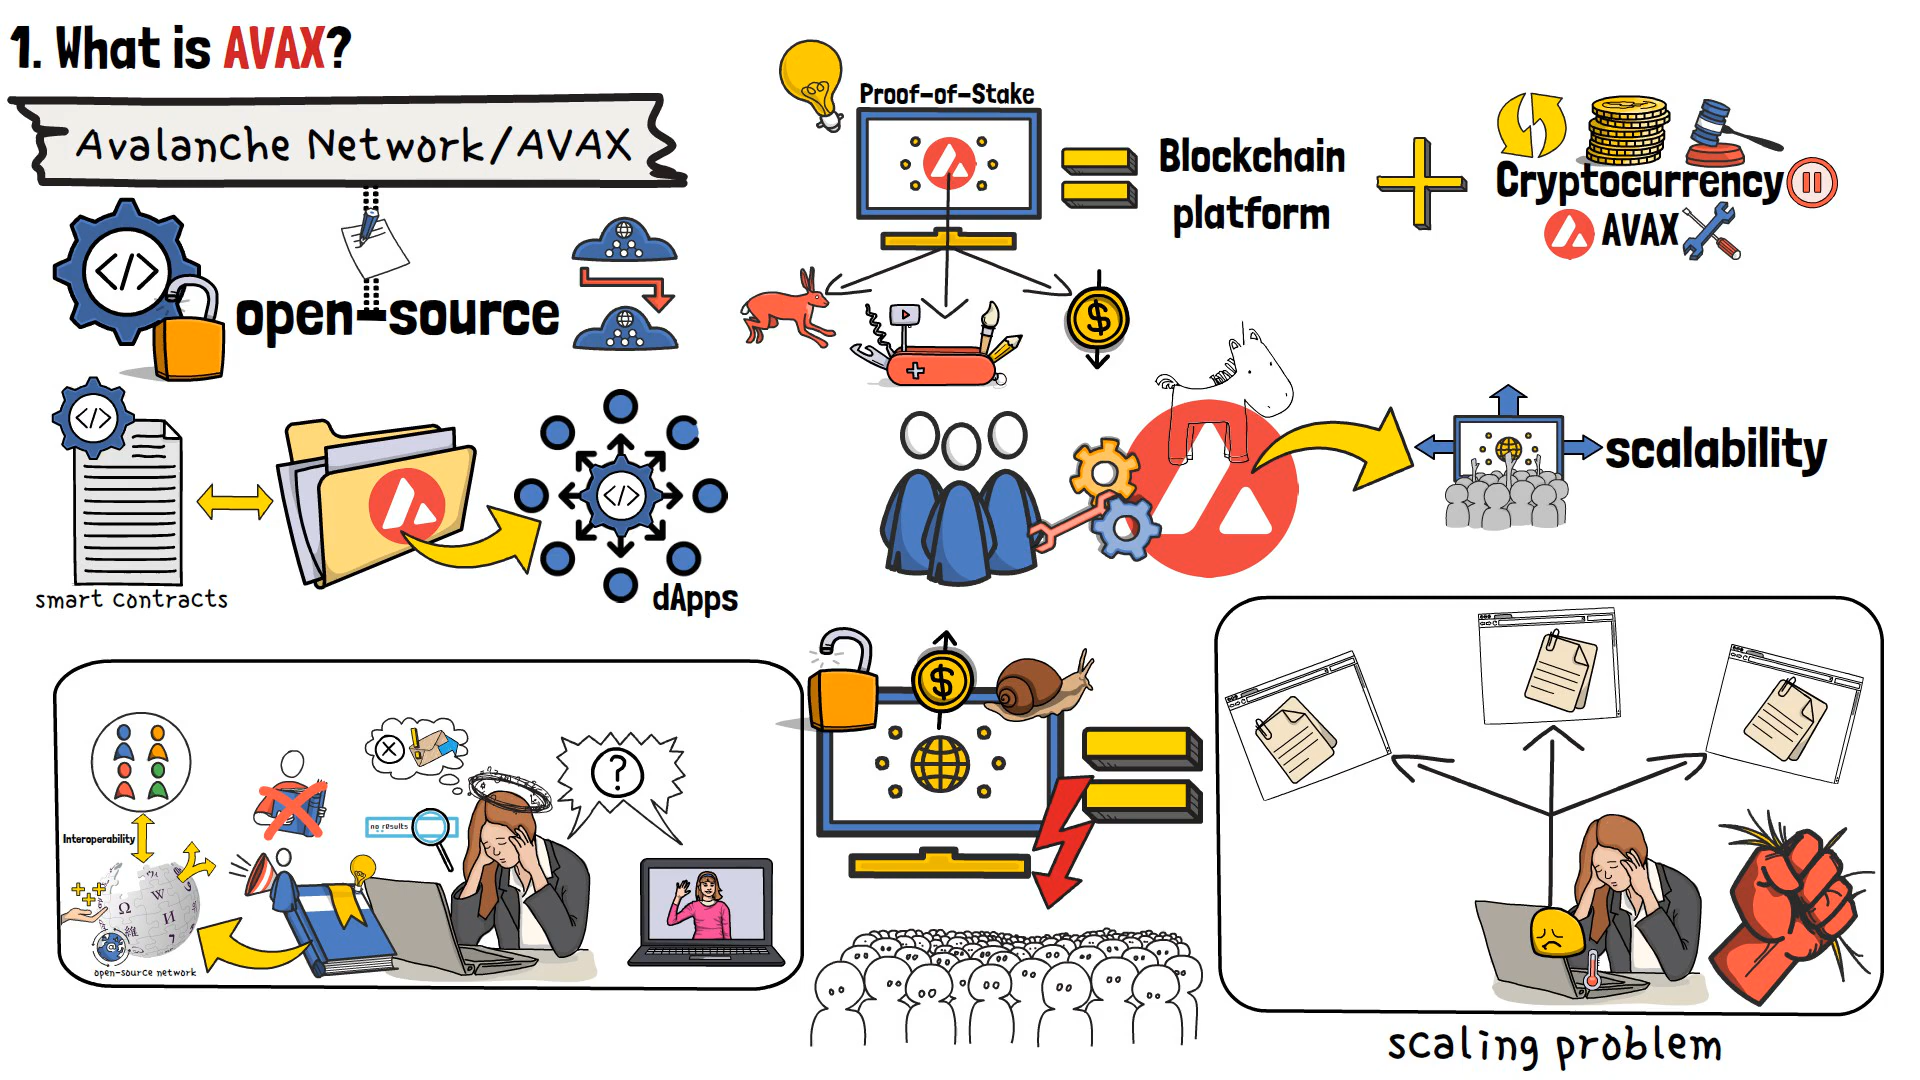 1. What is AVAX?
Avalanche Network/AVAX
open-source
smart contracts
dApps
Proof-of-Stake
Blockchain
platform
Cryptocurrency
AVAX
scalability
Interoperability
open-source network
no results
scaling problem